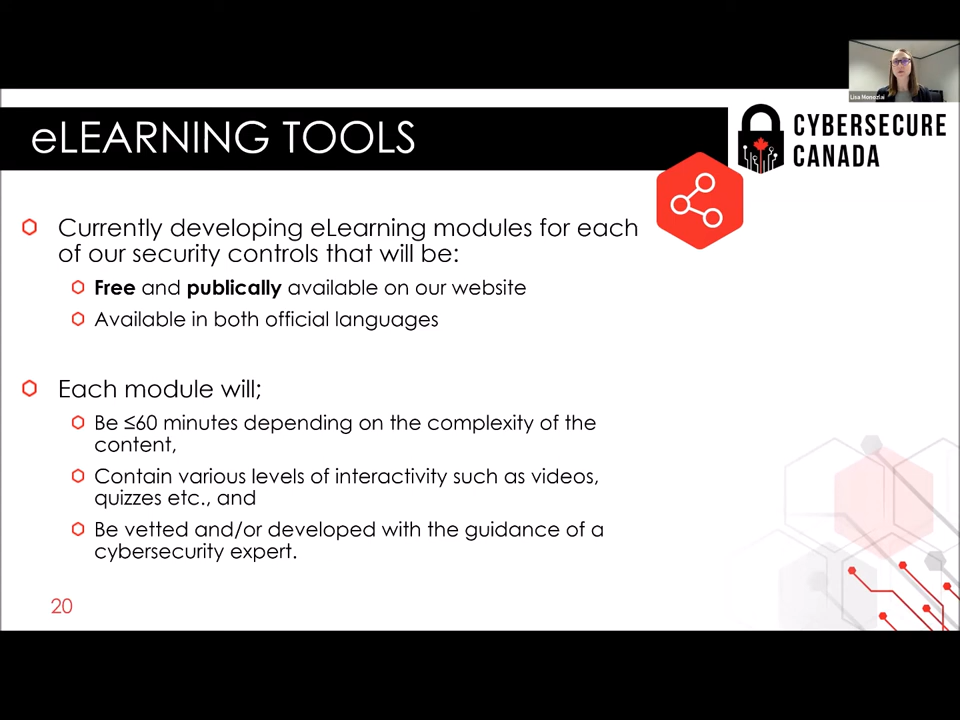 Lisa
eLEARNING TOOLS
CYBERSECURE
CANADA
Currently developing eLearning modules for each
of our security controls that will be:
Free and publically available on our website
Available in both official languages
Each module will;
Be ≤60 minutes depending on the complexity of the
content,
Contain various levels of interactivity such as videos,
quizzes etc., and
Be vetted and/or developed with the guidance of a
cybersecurity expert.
20